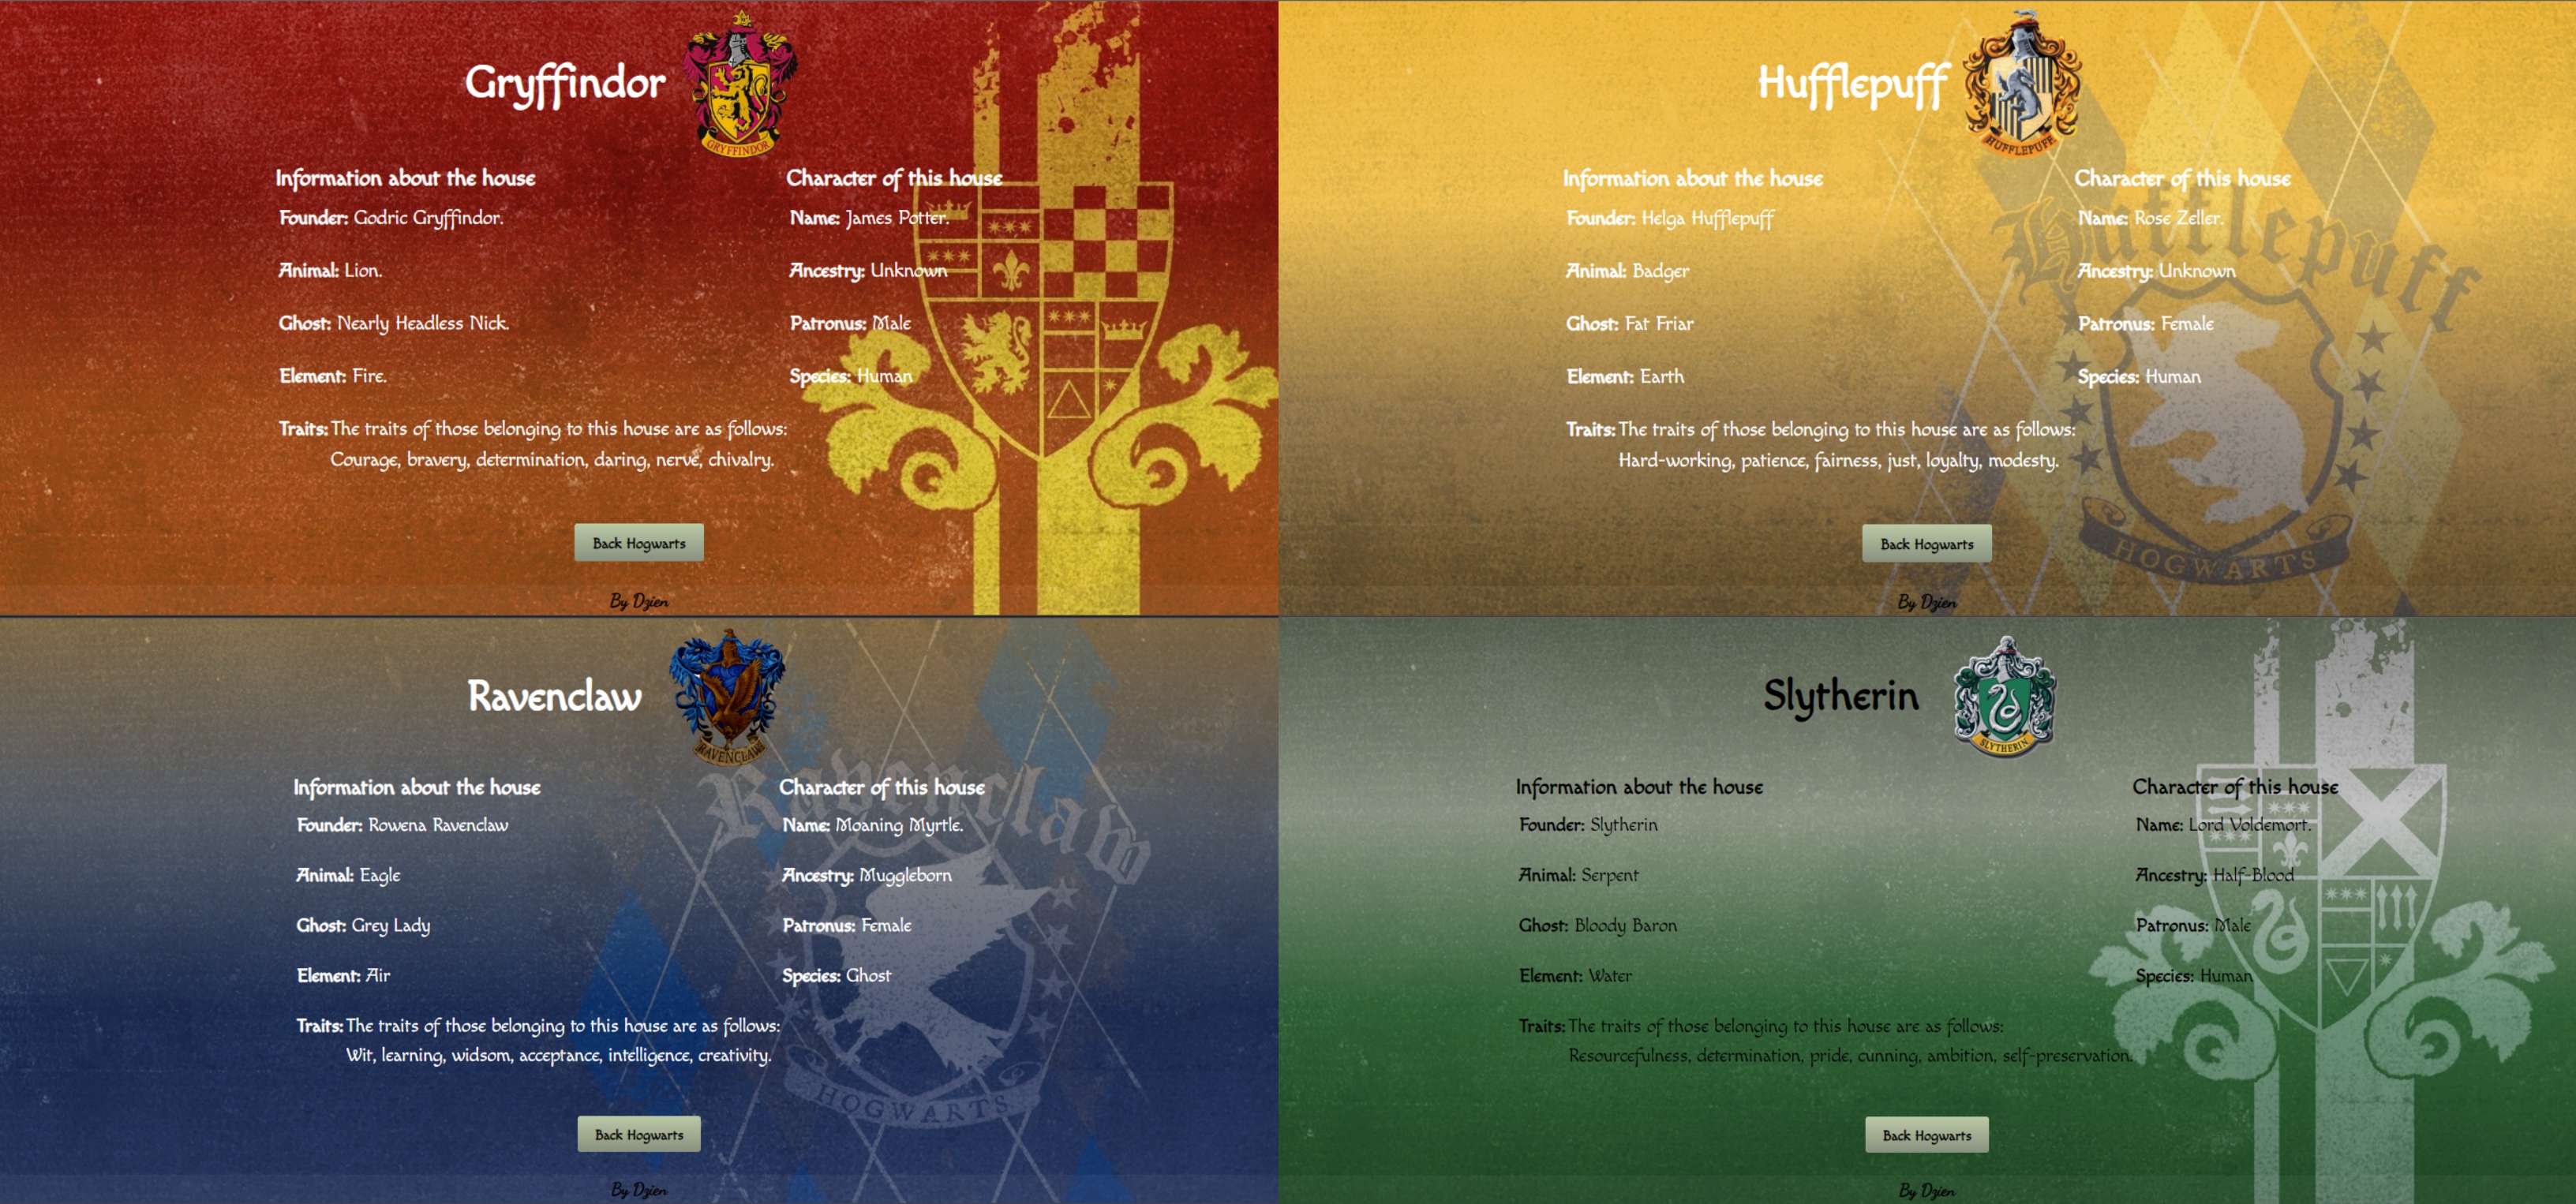 Gryffindor
GRYFFINDOR
Information about the house
Founder: Godric Gryffindor.
Animal: Lion.
Ghost: Nearly Headless Nick.
Element: Fire.
Traits: The traits of those belonging to this house are as follows:
Courage, bravery, determination, daring, nerve, chivalry.
Character of this house
Name: James Potter.
Ancestry: Unknown
Patronus: Male
Species: Human
Back Hogwarts
By Dzien
Hufflepuff
HUFFLEPUFF
Information about the house
Founder: Helga Hufflepuff
Animal: Badger
Ghost: Fat Friar
Element: Earth
Traits: The traits of those belonging to this house are as follows:
Hard-working, patience, fairness, just, loyalty, modesty.
Character of this house
Name: Rose Zeller.
Ancestry: Unknown
Patronus: Female
Species: Human
Hufflepuff
HOGWARTS
Back Hogwarts
By Dzien
Ravenclaw
RAVENCLAW
Information about the house
Founder: Rowena Ravenclaw
Animal: Eagle
Ghost: Grey Lady
Element: Air
Traits: The traits of those belonging to this house are as follows:
Wit, learning, widsom, acceptance, intelligence, creativity.
Character of this house
Name: Moaning Myrtle.
Ancestry: Muggleborn
Patronus: Female
Species: Ghost
Ravenclaw
HOGWARTS
Back Hogwarts
By Dzien
Slytherin
SLYTHERIN
Information about the house
Founder: Slytherin
Animal: Serpent
Ghost: Bloody Baron
Element: Water
Traits: The traits of those belonging to this house are as follows:
Resourcefulness, determination, pride, cunning, ambition, self-preservation.
Character of this house
Name: Lord Voldemort.
Ancestry: Half-Blood
Patronus: Male
Species: Human
Back Hogwarts
By Dzien